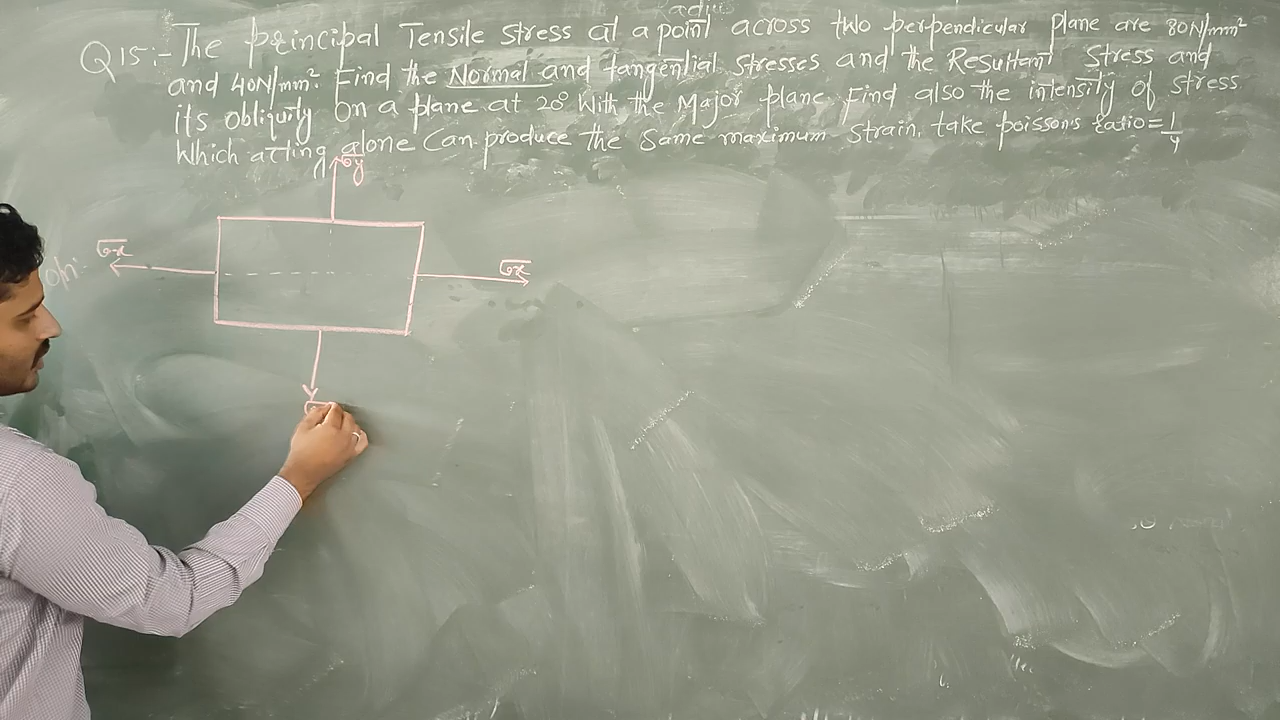 adju
Q15:- The principal Tensile stress at a point across two perpendicular plane are 80N/mm²
and 40N/mm². Find the Normal and tangential stresses and the Resultant Stress and
its obliquity on a plane at 20° With the Major plane. Find also the intensity of stress
Which acting alone Can produce the same maximum strain. take poisson's ratio = 1/4
σy
σx
σx